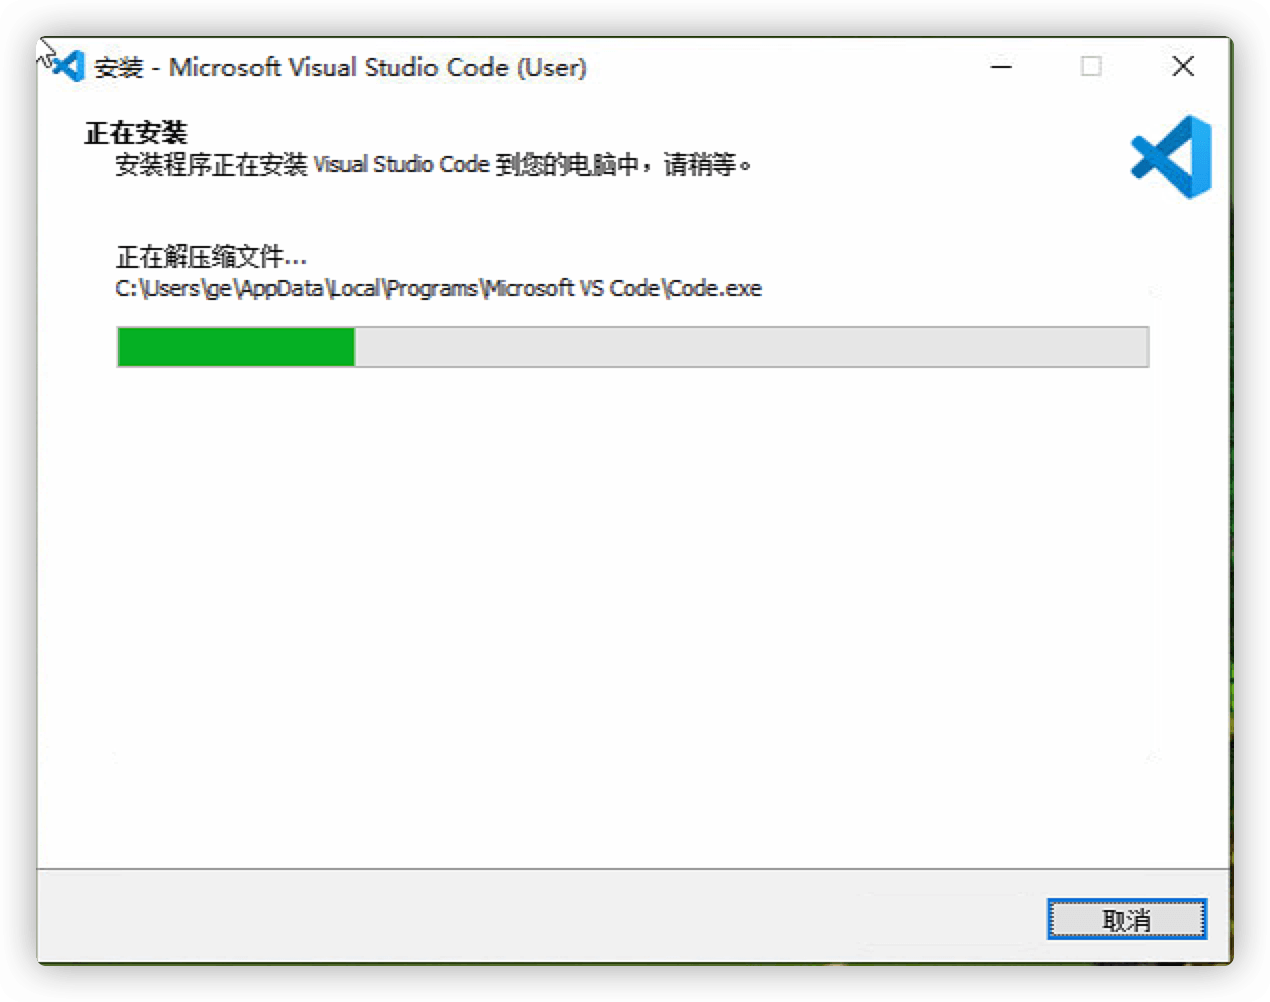 安装 - Microsoft Visual Studio Code (User)
正在安装
安装程序正在安装 Visual Studio Code 到您的电脑中，请稍等。
正在解压缩文件...
C:\Users\ge\AppData\Local\Programs\Microsoft VS Code\Code.exe
取消